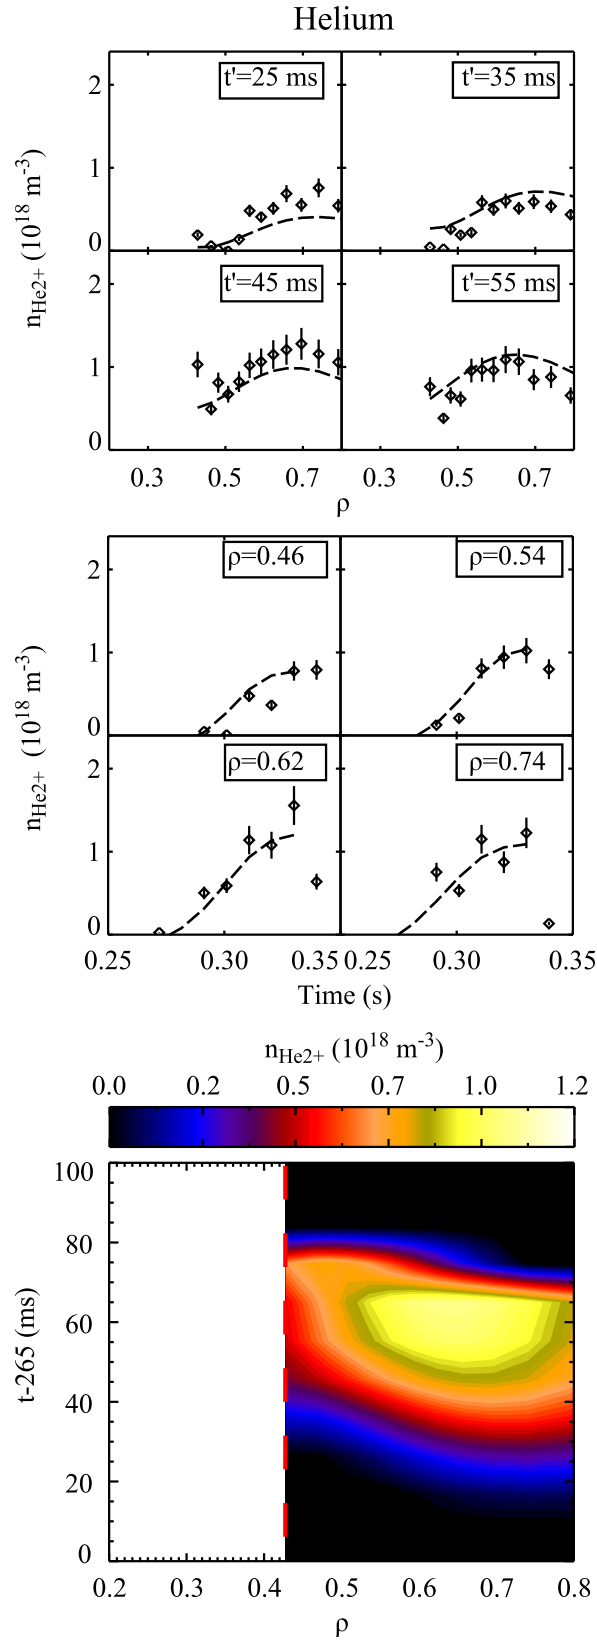 Helium
t'=25 ms t'=35 ms
2
1
0
t'=45 ms t'=55 ms
2
1
0
n_He2+ (10^18 m^-3)
0.3 0.5 0.7 0.3 0.5 0.7
ρ
ρ=0.46 ρ=0.54
2
1
0
ρ=0.62 ρ=0.74
2
1
0
n_He2+ (10^18 m^-3)
0.25 0.30 0.35 0.25 0.30 0.35
Time (s)
n_He2+ (10^18 m^-3)
0.0 0.2 0.5 0.7 1.0 1.2
100
80
60
40
20
0
t-265 (ms)
0.2 0.3 0.4 0.5 0.6 0.7 0.8
ρ